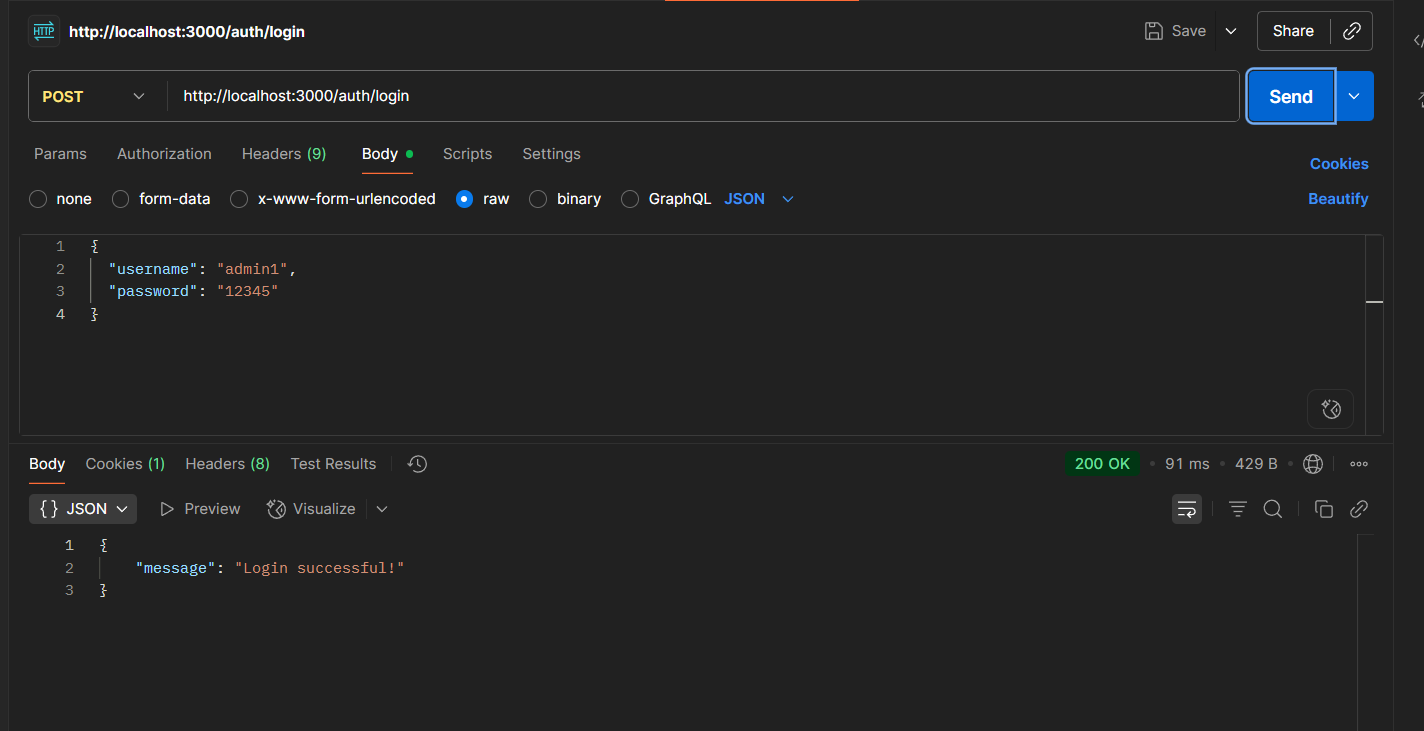 HTTP http://localhost:3000/auth/login Save Share
POST http://localhost:3000/auth/login Send
Params Authorization Headers (9) Body Scripts Settings Cookies
none form-data x-www-form-urlencoded raw binary GraphQL JSON Beautify
1 {
2 "username": "admin1",
3 "password": "12345"
4 }
Body Cookies (1) Headers (8) Test Results 200 OK • 91 ms • 429 B •
{} JSON Preview Visualize
1 {
2 "message": "Login successful!"
3 }